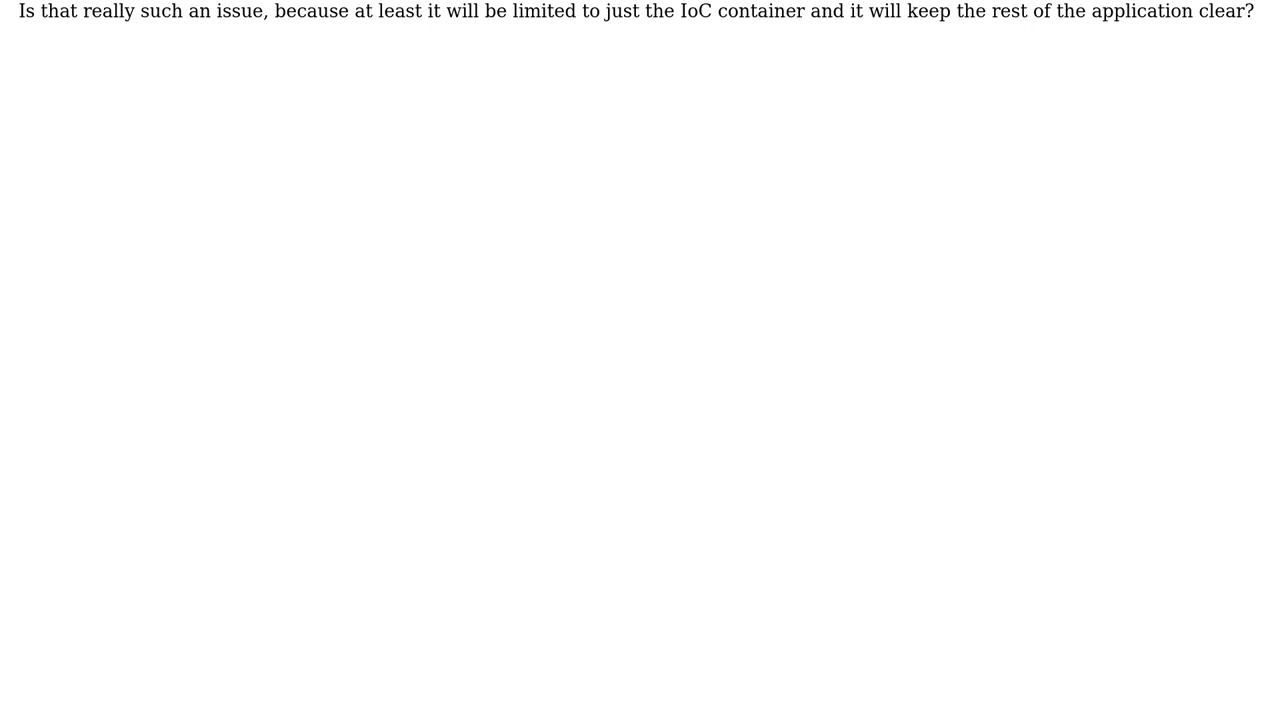 Is that really such an issue, because at least it will be limited to just the IoC container and it will keep the rest of the application clear?